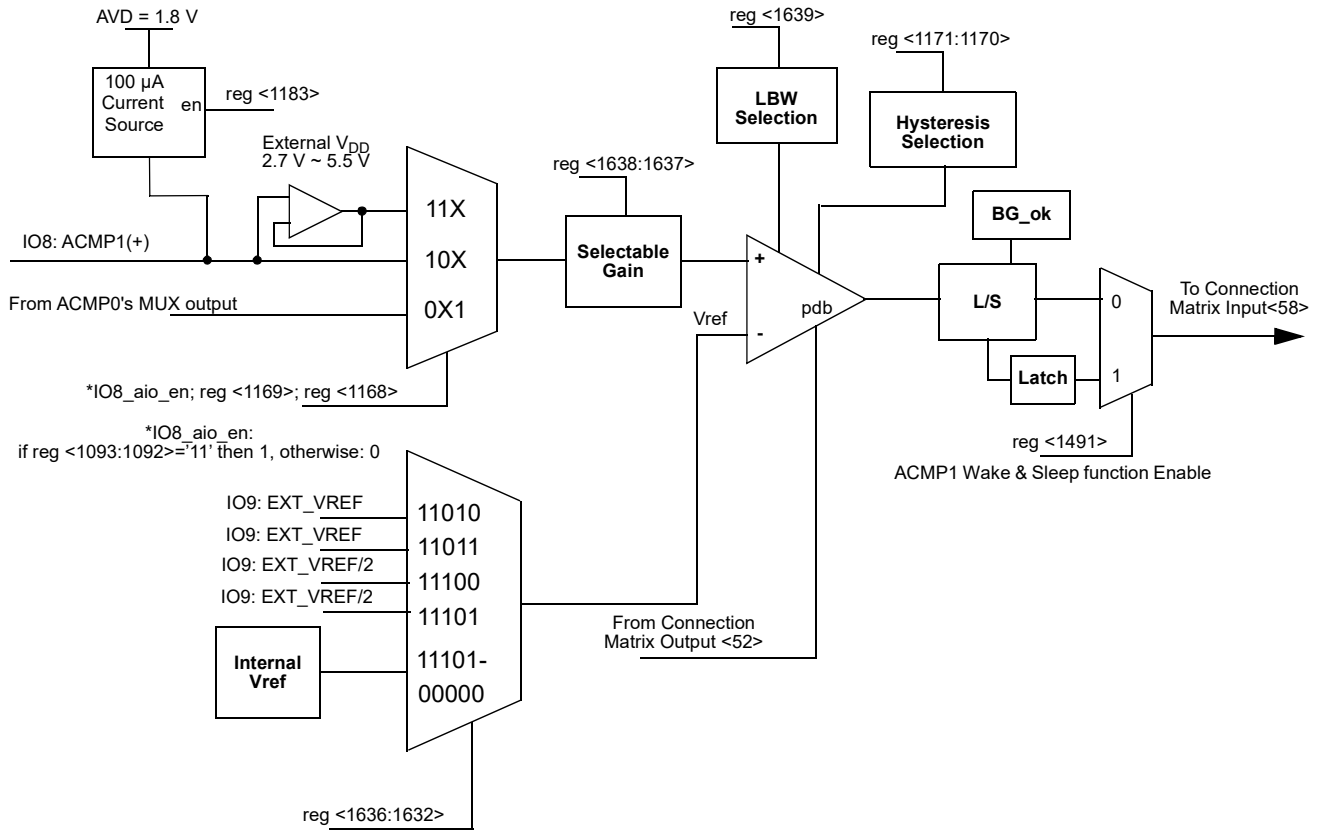 AVD = 1.8 V
100 µA
Current
Source
en
reg <1183>
External VDD
2.7 V ~ 5.5 V
IO8: ACMP1(+)
From ACMP0's MUX output
11X
10X
0X1
*IO8_aio_en; reg <1169>; reg <1168>
*IO8_aio_en:
if reg <1093:1092>='11' then 1, otherwise: 0
reg <1638:1637>
Selectable
Gain
reg <1639>
LBW
Selection
reg <1171:1170>
Hysteresis
Selection
+
-
pdb
Vref
BG_ok
L/S
Latch
0
1
To Connection
Matrix Input<58>
reg <1491>
ACMP1 Wake & Sleep function Enable
IO9: EXT_VREF
IO9: EXT_VREF
IO9: EXT_VREF/2
IO9: EXT_VREF/2
Internal
Vref
11010
11011
11100
11101
11101-
00000
From Connection
Matrix Output <52>
reg <1636:1632>